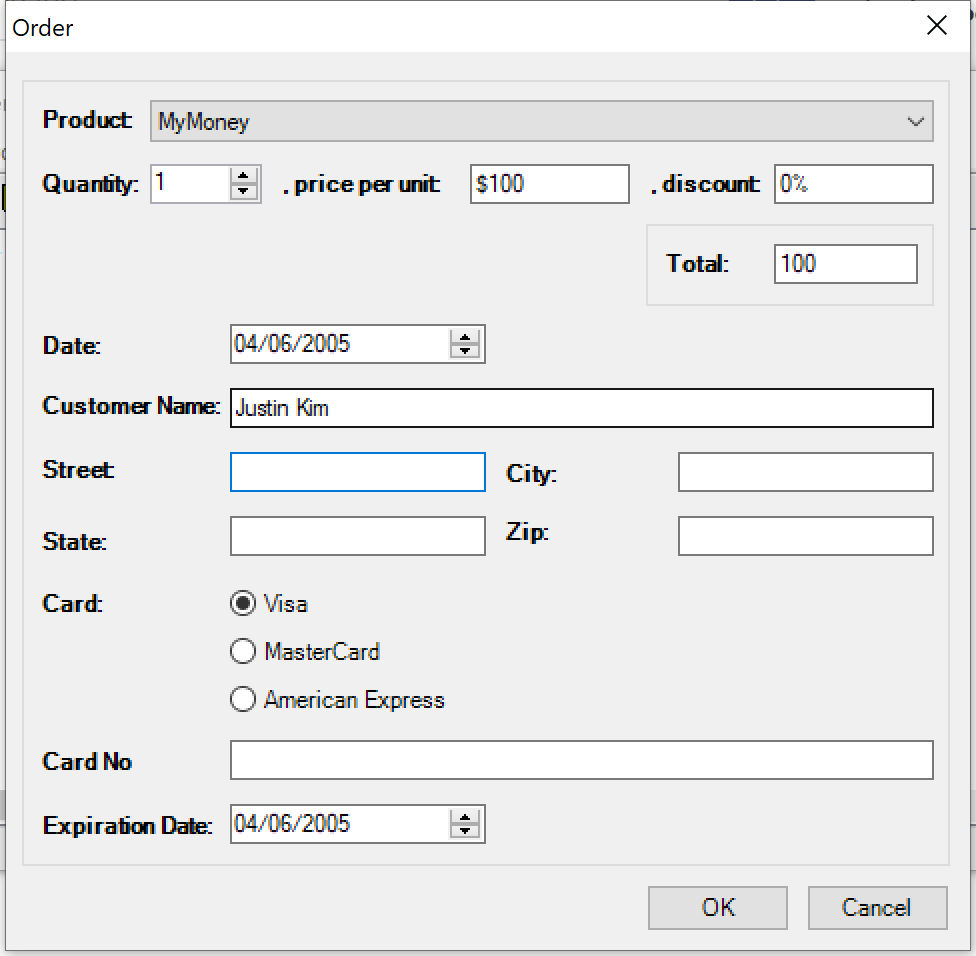 Order
Product: MyMoney
Quantity: 1 . price per unit: $100 . discount: 0%
Total: 100
Date: 04/06/2005
Customer Name: Justin Kim
Street: City:
State: Zip:
Card: Visa
MasterCard
American Express
Card No
Expiration Date: 04/06/2005
OK Cancel